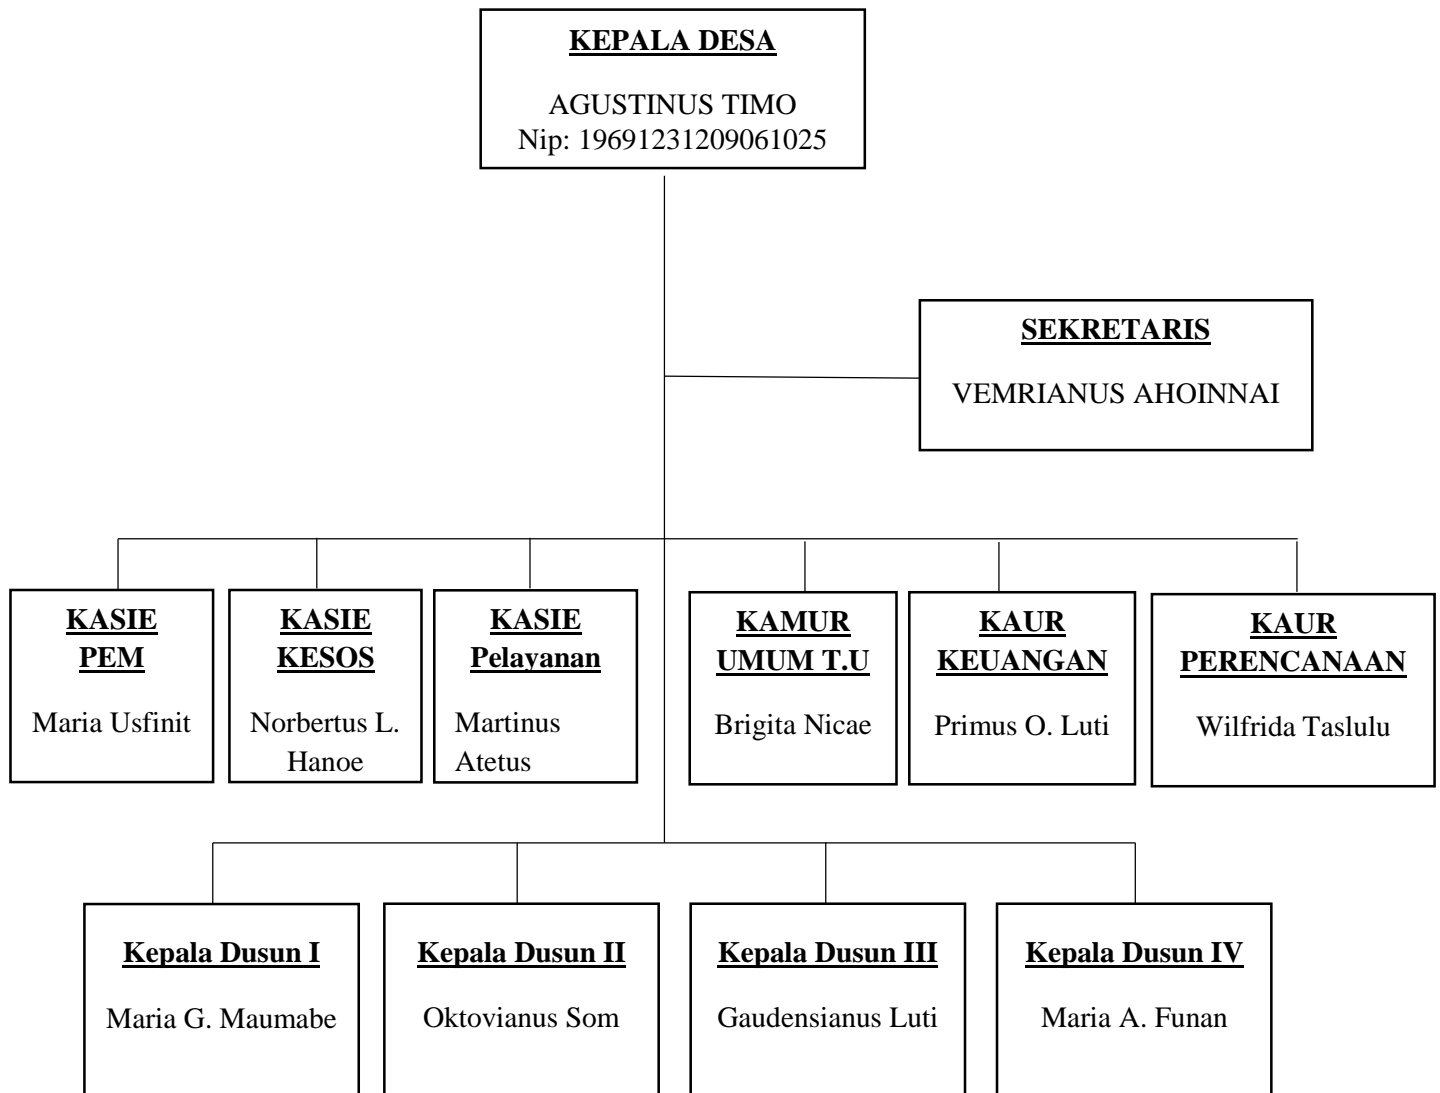 KEPALA DESA
AGUSTINUS TIMO
Nip: 19691231209061025
SEKRETARIS
VEMRIANUS AHOINNAI
KASIE
PEM
Maria Usfinit
KASIE
KESOS
Norbertus L.
Hanoe
KASIE
Pelayanan
Martinus
Atetus
KAMUR
UMUM T.U
Brigita Nicae
KAUR
KEUANGAN
Primus O. Luti
KAUR
PERENCANAAN
Wilfrida Taslulu
Kepala Dusun I
Maria G. Maumabe
Kepala Dusun II
Oktovianus Som
Kepala Dusun III
Gaudensianus Luti
Kepala Dusun IV
Maria A. Funan